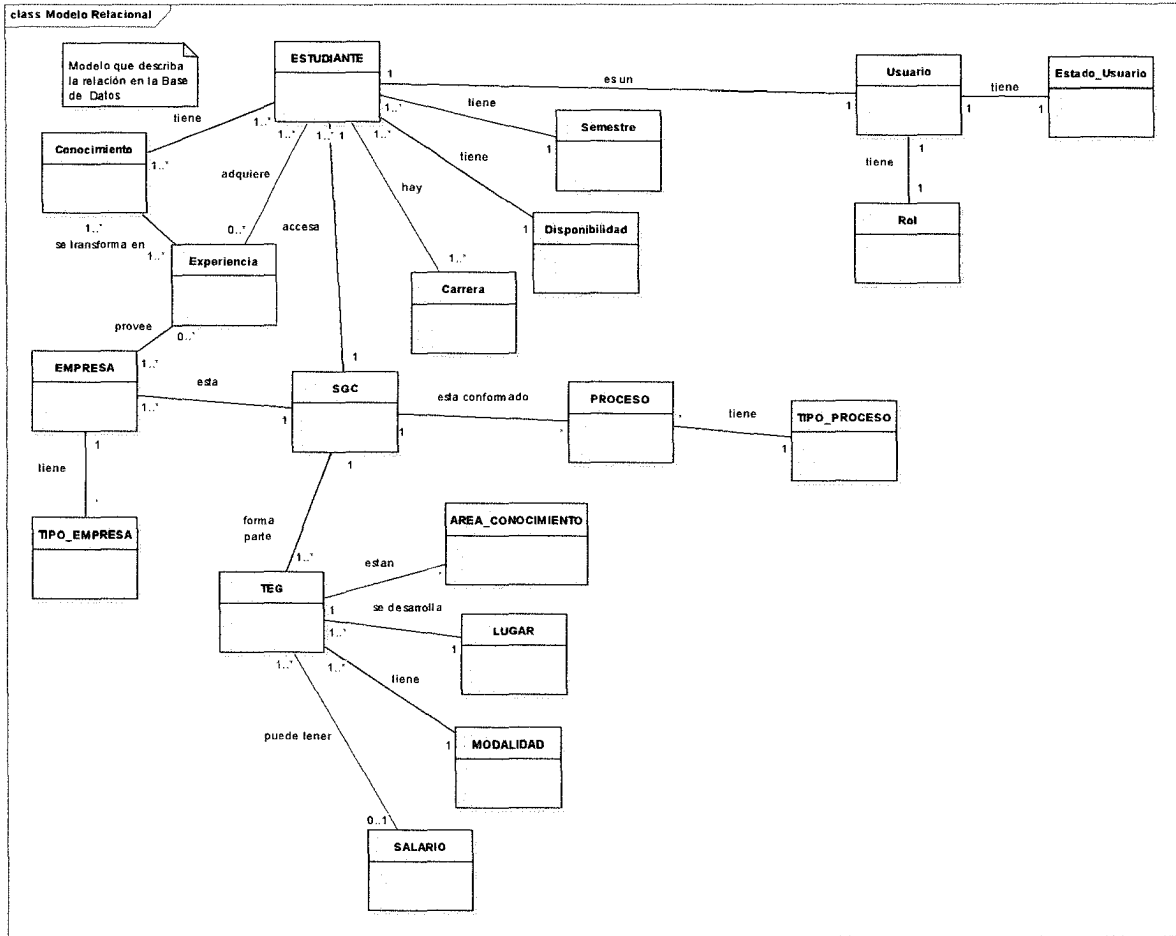 class Modelo Relacional
Modelo que describa
la relación en la Base
de Datos
ESTUDIANTE
1
es un
1
Usuario
1
tiene
1
Estado_Usuario
1
tiene
1
Rol
1..*
tiene
1
Semestre
1..*
tiene
1
Disponibilidad
1..*
tiene
1..*
Conocimiento
1..*
adquiere
0..*
1..*
accesa
1
1
hay
1..*
Carrera
1..*
se transforma en
1..*
Experiencia
0..*
provee
1..*
EMPRESA
1..*
esta
1
SGC
1
esta conformado
*
PROCESO
*
tiene
1
TIPO_PROCESO
1
tiene
*
TIPO_EMPRESA
1
forma
parte
1..*
TEG
1
estan
*
AREA_CONOCIMIENTO
1..*
se desarrolla
1
LUGAR
1..*
tiene
1
MODALIDAD
1..*
puede tener
0..1
SALARIO